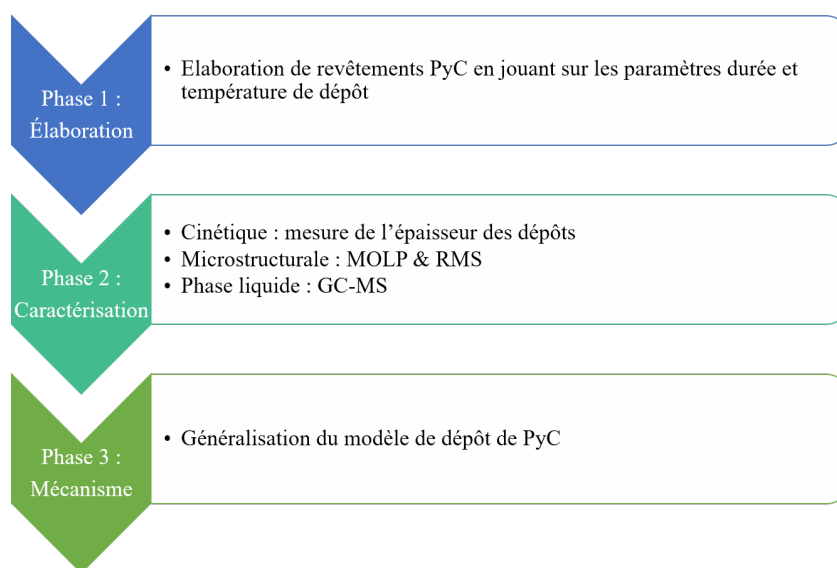 Phase 1 :
Élaboration
• Elaboration de revêtements PyC en jouant sur les paramètres durée et
température de dépôt
Phase 2 :
Caractérisation
• Cinétique : mesure de l’épaisseur des dépôts
• Microstructurale : MOLP & RMS
• Phase liquide : GC-MS
Phase 3 :
Mécanisme
• Généralisation du modèle de dépôt de PyC